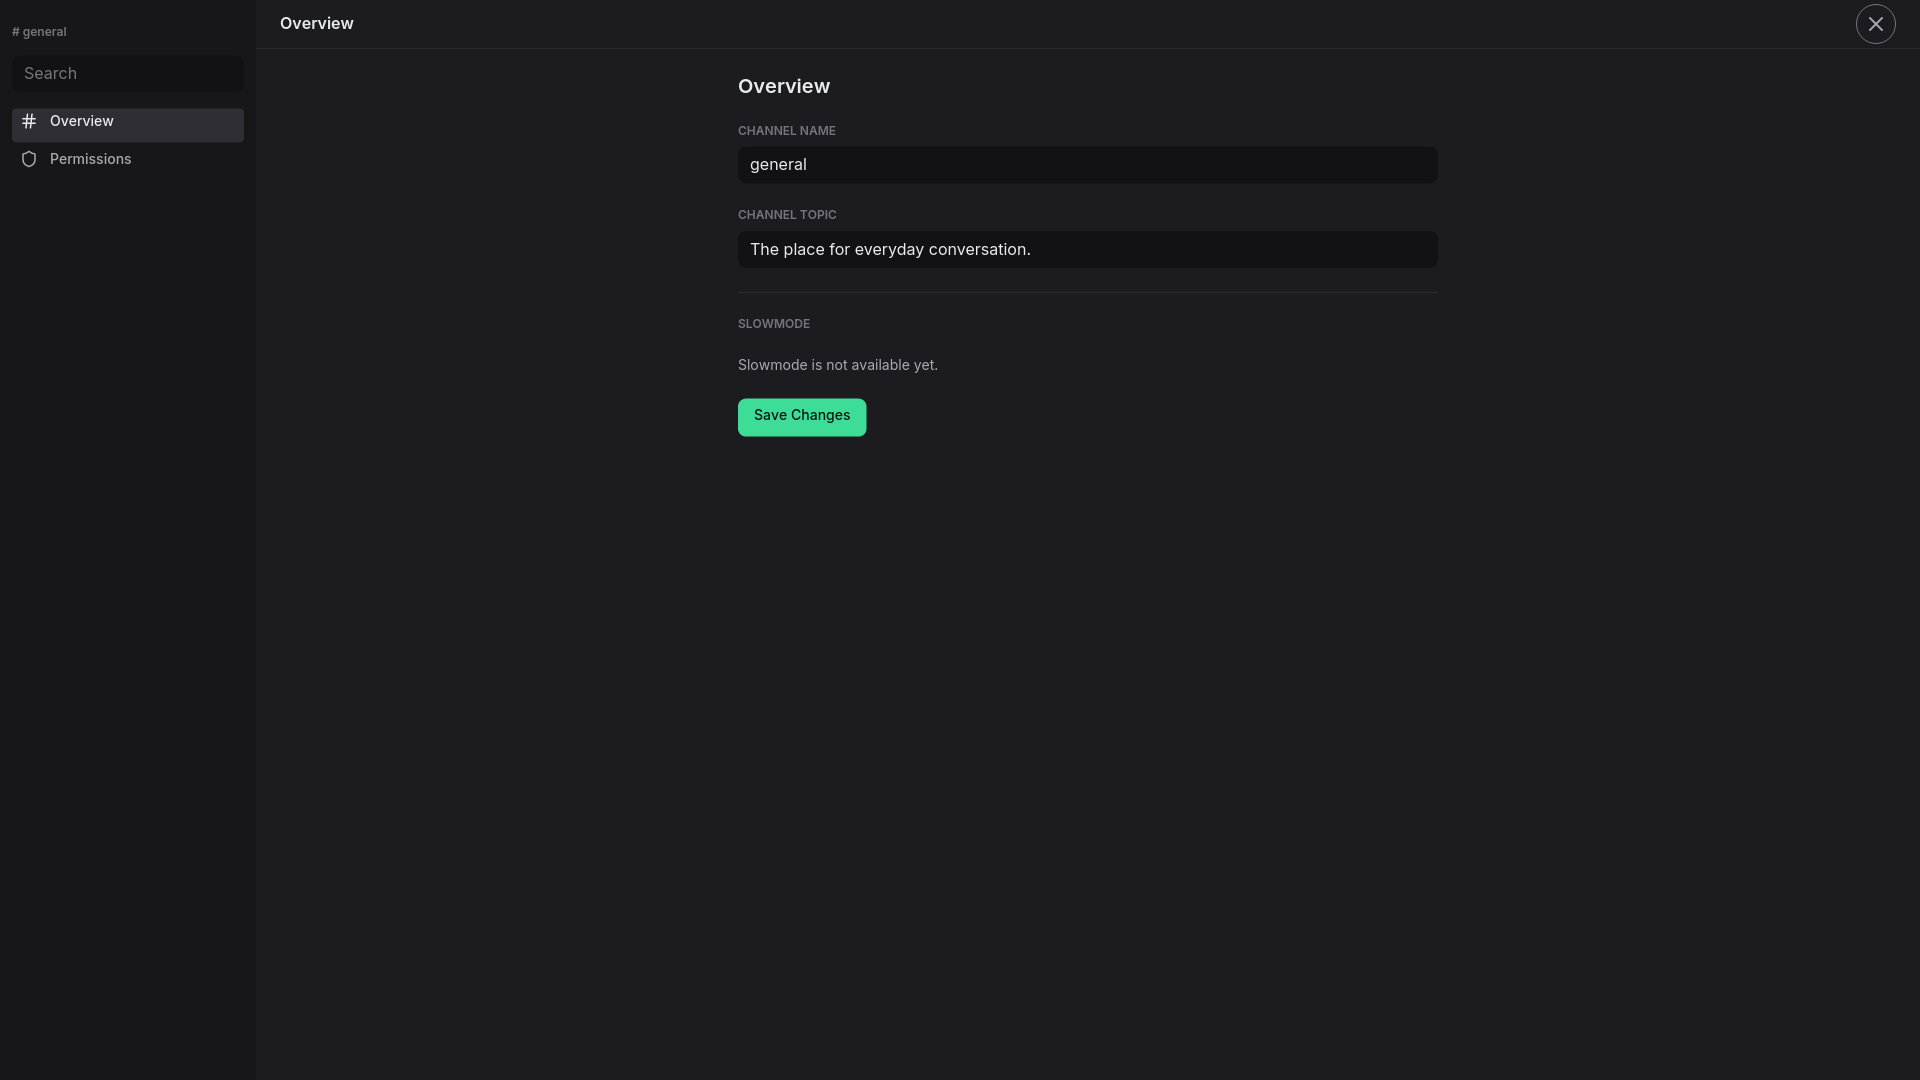 # general
Search
Overview
Permissions
Overview
Overview
CHANNEL NAME
general
CHANNEL TOPIC
The place for everyday conversation.
SLOWMODE
Slowmode is not available yet.
Save Changes